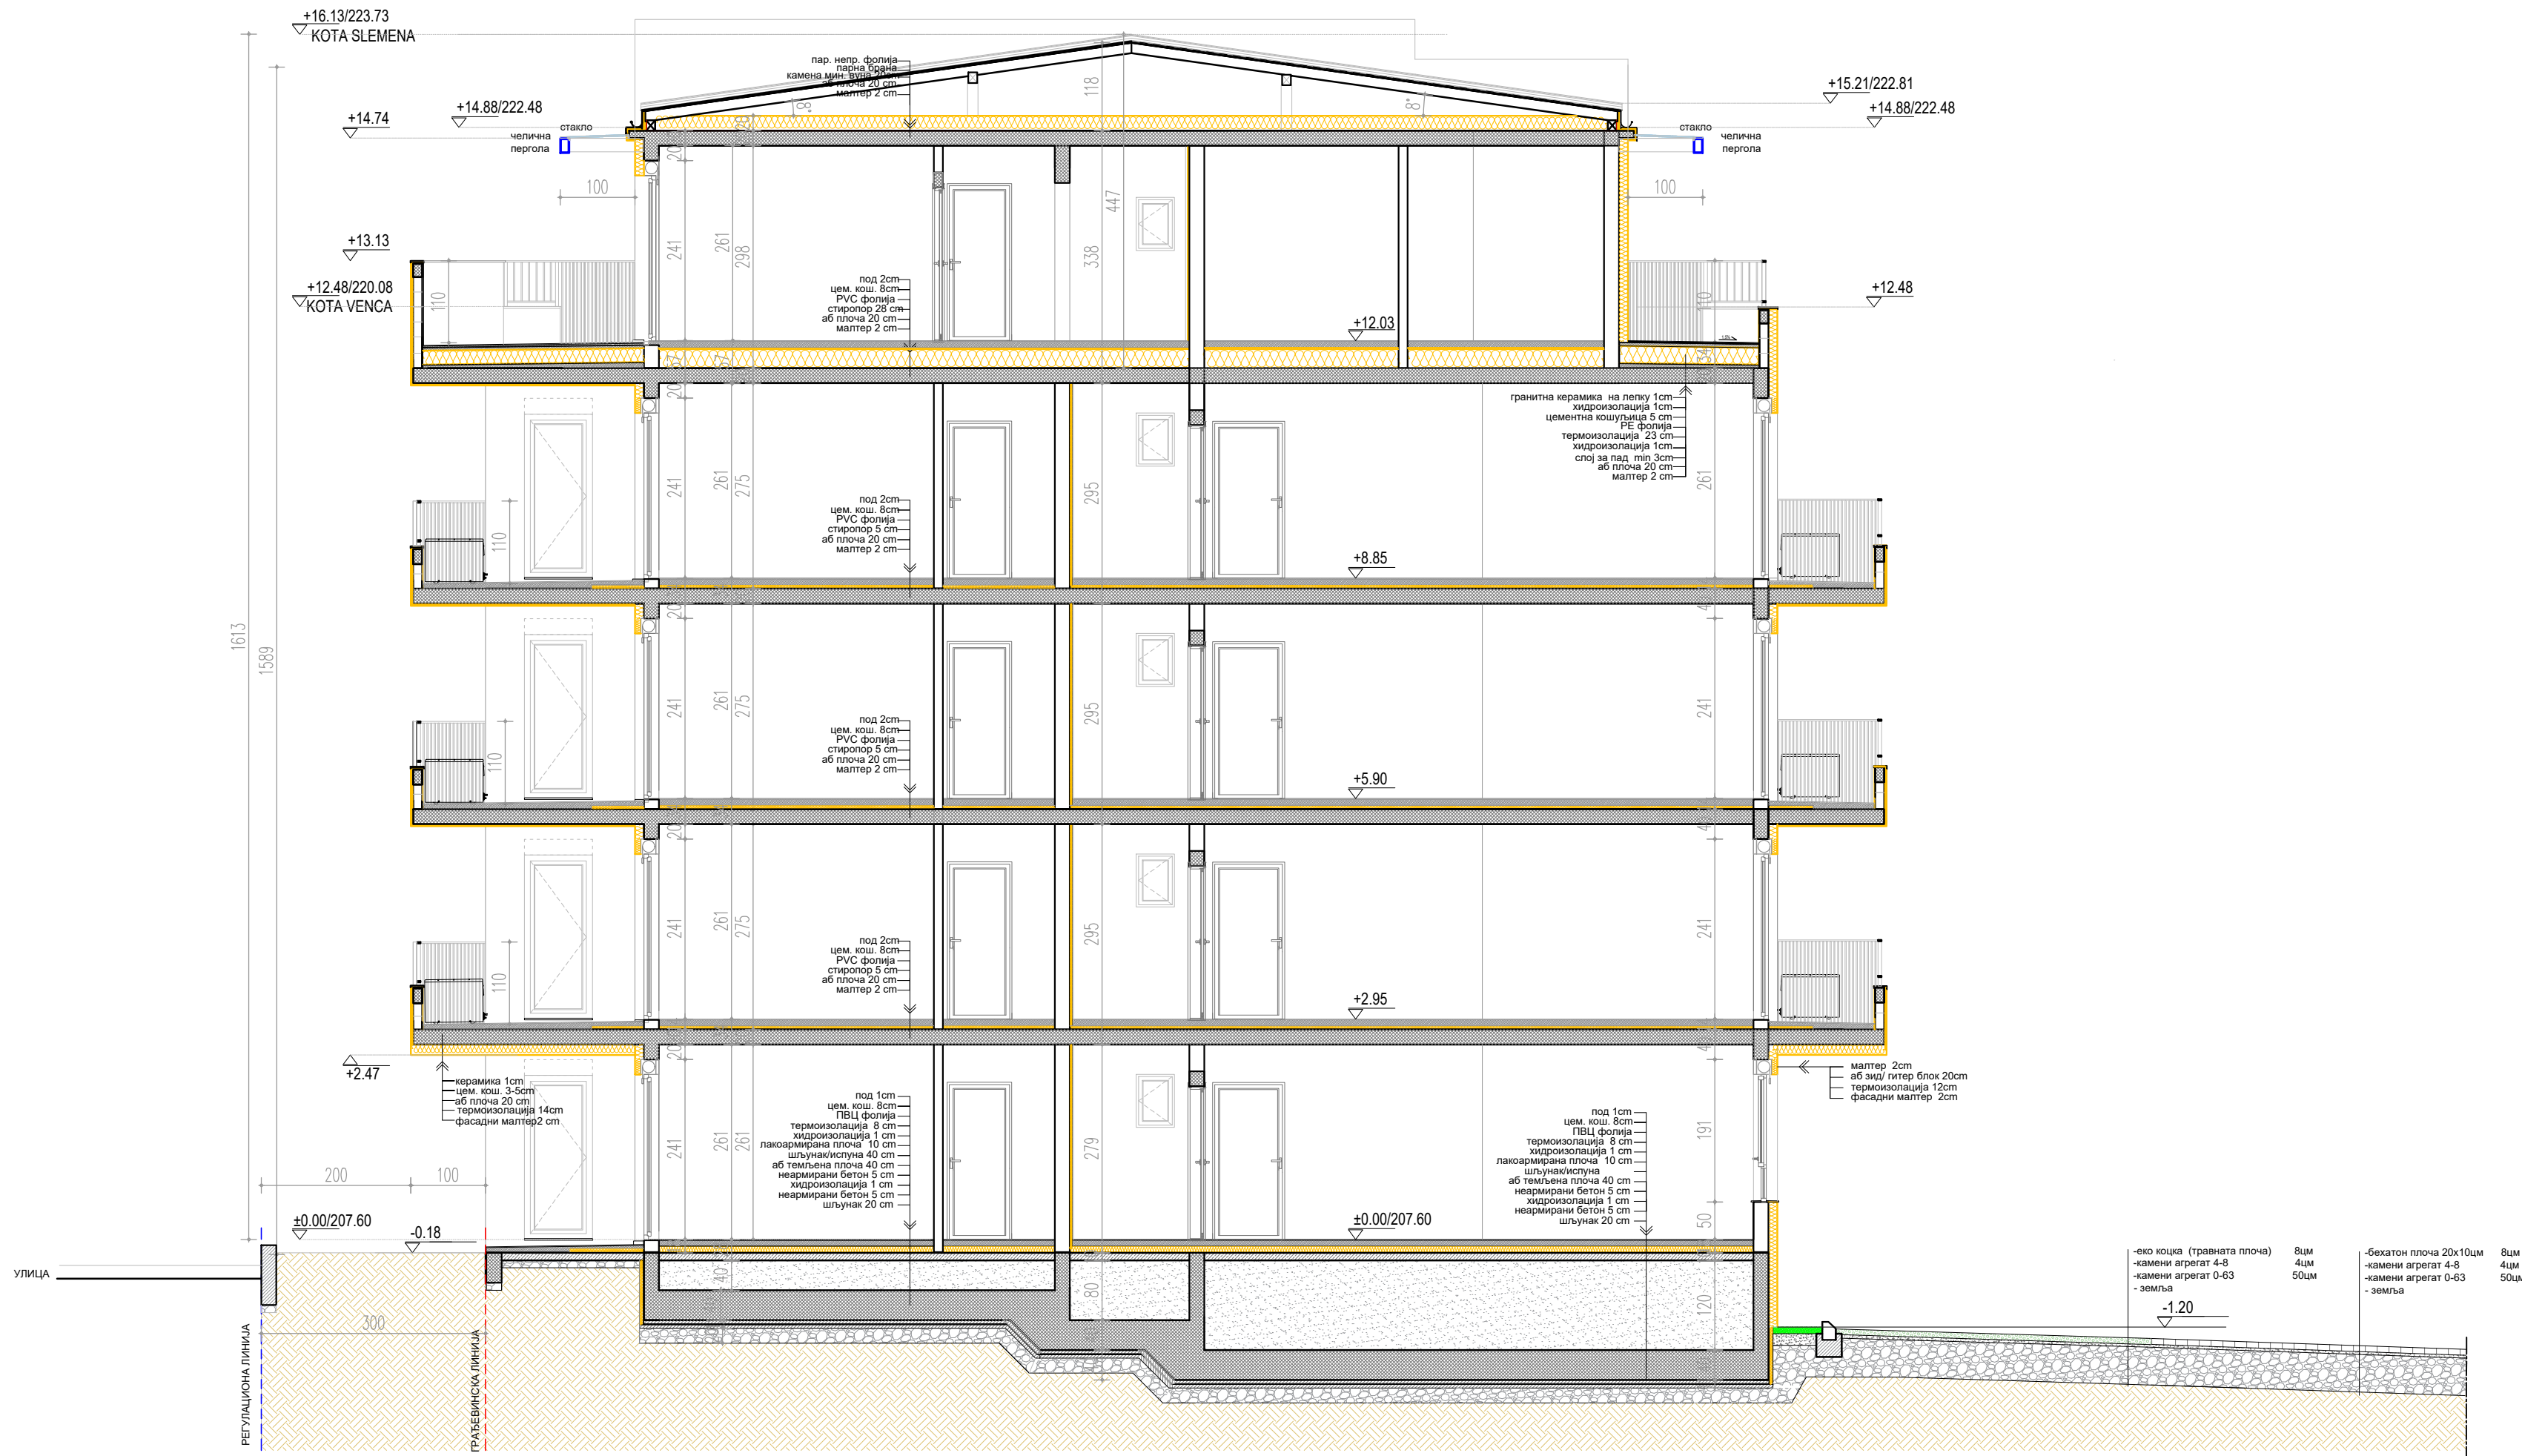 +16.13/223.73
KOTA SLEMENA
+14.88/222.48
+14.74
стакло
челична
пергола
100
+13.13
+12.48/220.08
KOTA VENCA
110
пар. непр. фолија
парна брана
камена мин. вуна 20cm
аб плоча 20 cm
малтер 2 cm
8°
8°
118
20
20
+15.21/222.81
+14.88/222.48
стакло
челична
пергола
100
+12.48
110
241
261
298
338
447
под 2cm
цем. кош. 8cm
PVC фолија
стиропор 28 cm
аб плоча 20 cm
малтер 2 cm
+12.03
57
57
34
20
гранитна керамика на лепку 1cm
хидроизолација 1cm
цементна кошуљица 5 cm
PE фолија
термоизолација 23 cm
хидроизолација 1cm
слој за пад min 3cm
аб плоча 20 cm
малтер 2 cm
241
261
275
295
261
110
под 2cm
цем. кош. 8cm
PVC фолија
стиропор 5 cm
аб плоча 20 cm
малтер 2 cm
+8.85
1613
1589
241
261
275
295
241
110
под 2cm
цем. кош. 8cm
PVC фолија
стиропор 5 cm
аб плоча 20 cm
малтер 2 cm
+5.90
241
261
275
295
241
110
под 2cm
цем. кош. 8cm
PVC фолија
стиропор 5 cm
аб плоча 20 cm
малтер 2 cm
+2.95
+2.47
керамика 1cm
цем. кош. 3-5cm
аб плоча 20 cm
термоизолација 14cm
фасадни малтер2 cm
малтер 2cm
аб зид/ гитер блок 20cm
термоизолација 12cm
фасадни малтер 2cm
241
261
261
279
191
50
под 1cm
цем. кош. 8cm
ПВЦ фолија
термоизолација 8 cm
хидроизолација 1 cm
лакоармирана плоча 10 cm
шљунак/испуна 40 cm
аб темљена плоча 40 cm
неармирани бетон 5 cm
хидроизолација 1 cm
неармирани бетон 5 cm
шљунак 20 cm
под 1cm
цем. кош. 8cm
ПВЦ фолија
термоизолација 8 cm
хидроизолација 1 cm
лакоармирана плоча 10 cm
шљунак/испуна
аб темљена плоча 40 cm
неармирани бетон 5 cm
хидроизолација 1 cm
неармирани бетон 5 cm
шљунак 20 cm
200
100
±0.00/207.60
-0.18
±0.00/207.60
УЛИЦА
40
80
120
300
РЕГУЛАЦИОНА ЛИНИЈА
ГРАЂЕВИНСКА ЛИНИЈА
-еко коцка (травната плоча) 8цм
-камени агрегат 4-8 4цм
-камени агрегат 0-63 50цм
- земља
-1.20
-бехатон плоча 20x10цм 8цм
-камени агрегат 4-8 4цм
-камени агрегат 0-63 50цм
- земља